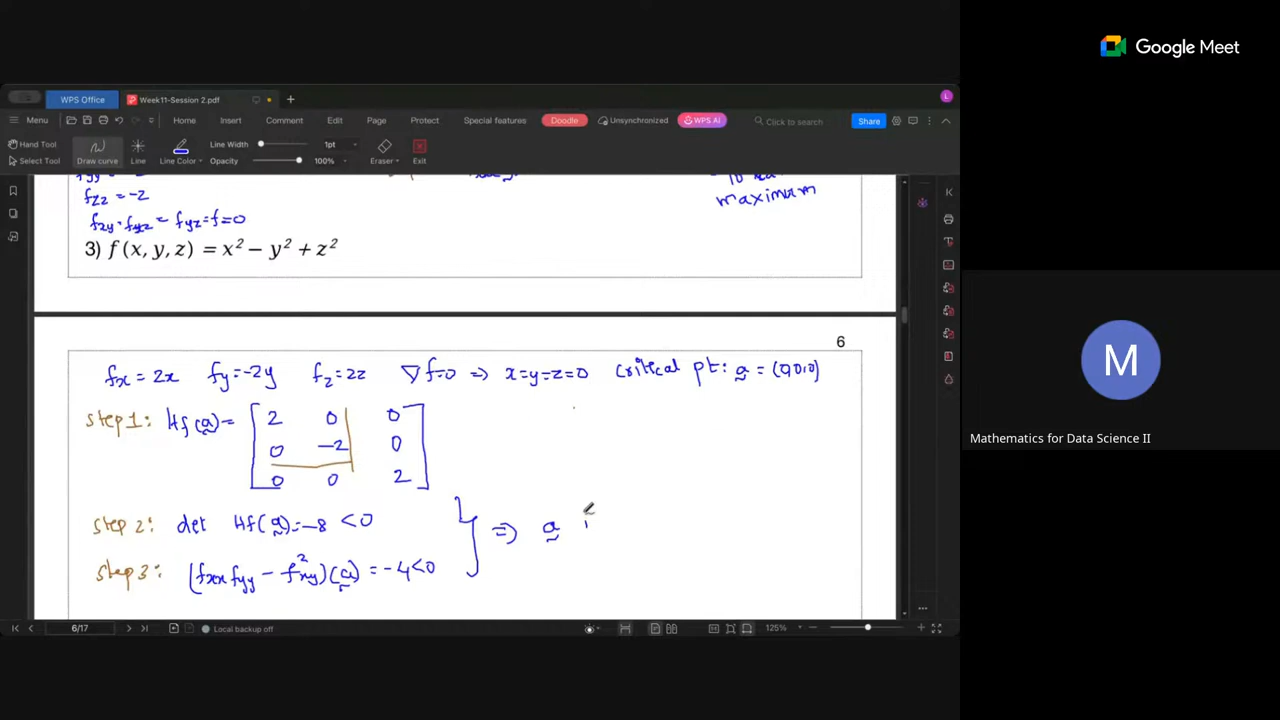 Google Meet
WPS Office
Week11-Session 2.pdf
Menu
Home
Insert
Comment
Edit
Page
Protect
Special features
Doodle
Unsynchronized
WPS AI
Click to search
Share
L
Hand Tool
Select Tool
Draw curve
Line
Line Color
Line Width
1pt
Opacity
100%
Eraser
Exit
fzz = -2
maximum
3) f(x, y, z) = x² − y² + z²
6
fx = 2x fy = -2y fz = 2z ∇f=0 => x=y=z=0 Critical pt: a = (0,0,0)
step 1: Hf(a) =
2 0 0
0 -2 0
0 0 2
step 2: det Hf(a) = -8 < 0
step 3: (fxx fyy - f²xy)(a) = -4 < 0
=> a
M
Mathematics for Data Science II
6/17
Local backup off
125%